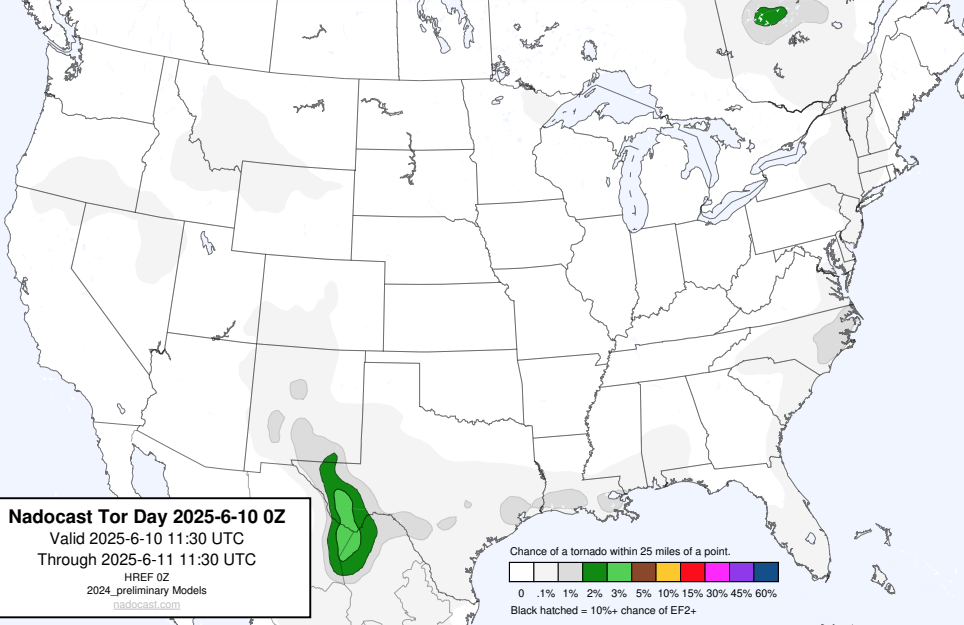 Nadocast Tor Day 2025-6-10 0Z
Valid 2025-6-10 11:30 UTC
Through 2025-6-11 11:30 UTC
HREF 0Z
2024_preliminary Models
nadocast.com
Chance of a tornado within 25 miles of a point.
0 .1% 1% 2% 3% 5% 10% 15% 30% 45% 60%
Black hatched = 10%+ chance of EF2+